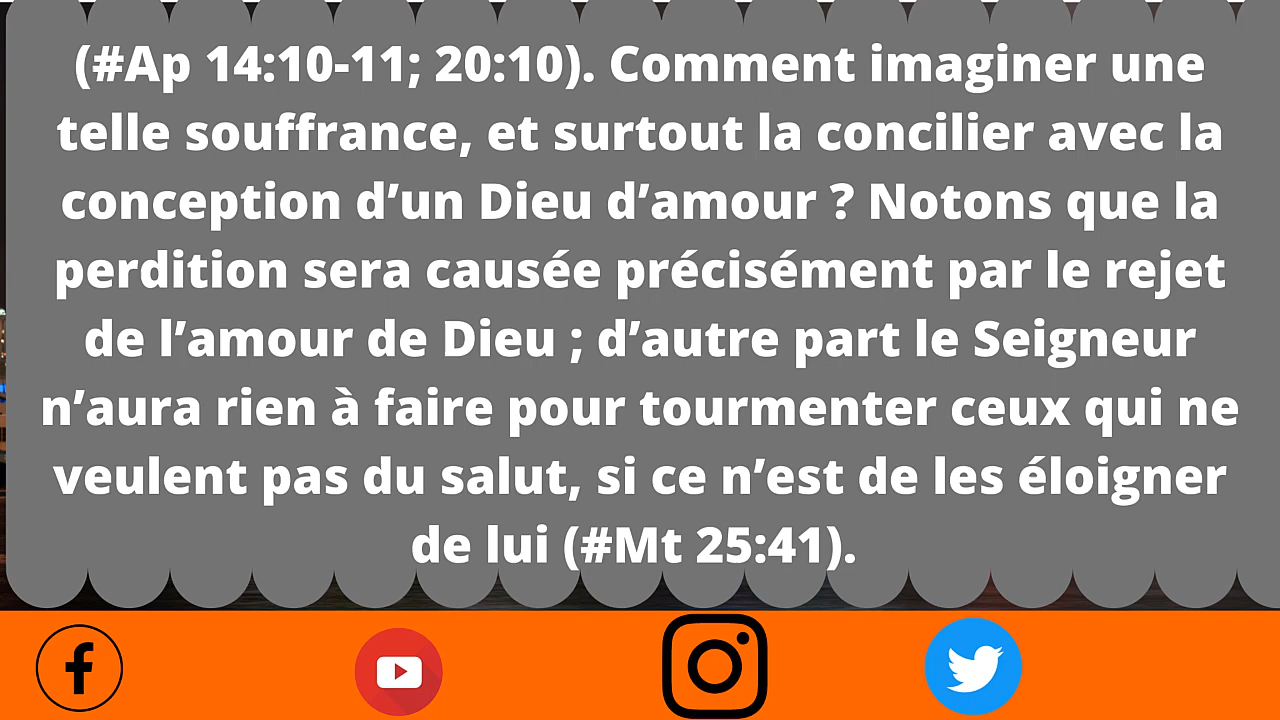 (#Ap 14:10-11; 20:10). Comment imaginer une
telle souffrance, et surtout la concilier avec la
conception d’un Dieu d’amour ? Notons que la
perdition sera causée précisément par le rejet
de l’amour de Dieu ; d’autre part le Seigneur
n’aura rien à faire pour tourmenter ceux qui ne
veulent pas du salut, si ce n’est de les éloigner
de lui (#Mt 25:41).